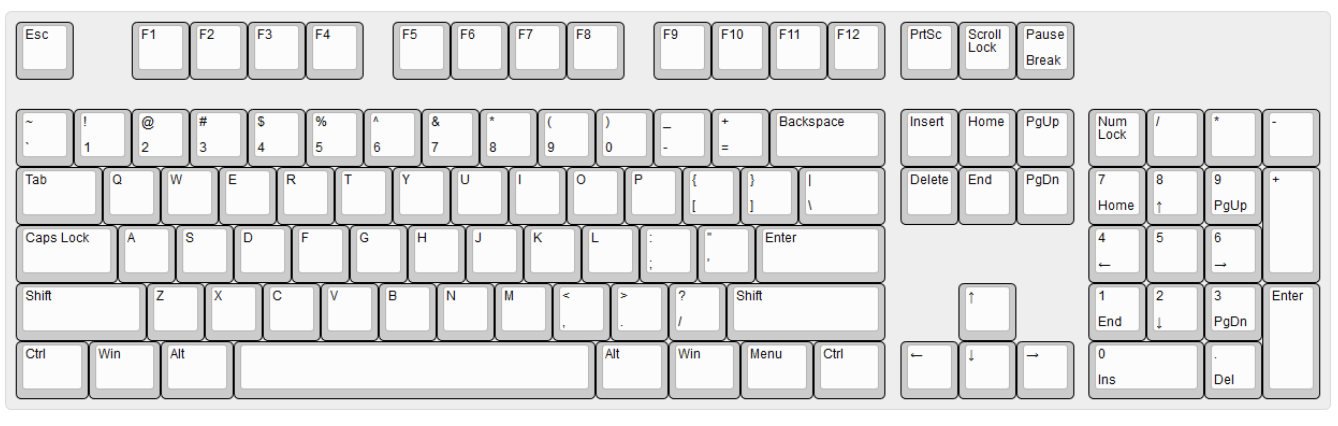 Esc F1 F2 F3 F4 F5 F6 F7 F8 F9 F10 F11 F12 PrtSc Scroll Lock Pause Break
~ ` ! 1 @ 2 # 3 $ 4 % 5 ^ 6 & 7 * 8 ( 9 ) 0 _ - + = Backspace Insert Home PgUp Num Lock / * -
Tab Q W E R T Y U I O P { [ } ] | \ Delete End PgDn 7 Home 8 ↑ 9 PgUp +
Caps Lock A S D F G H J K L : ; " ' Enter 4 ← 5 6 →
Shift Z X C V B N M < , > . ? / Shift ↑ 1 End 2 ↓ 3 PgDn Enter
Ctrl Win Alt Alt Win Menu Ctrl ← ↓ → 0 Ins . Del